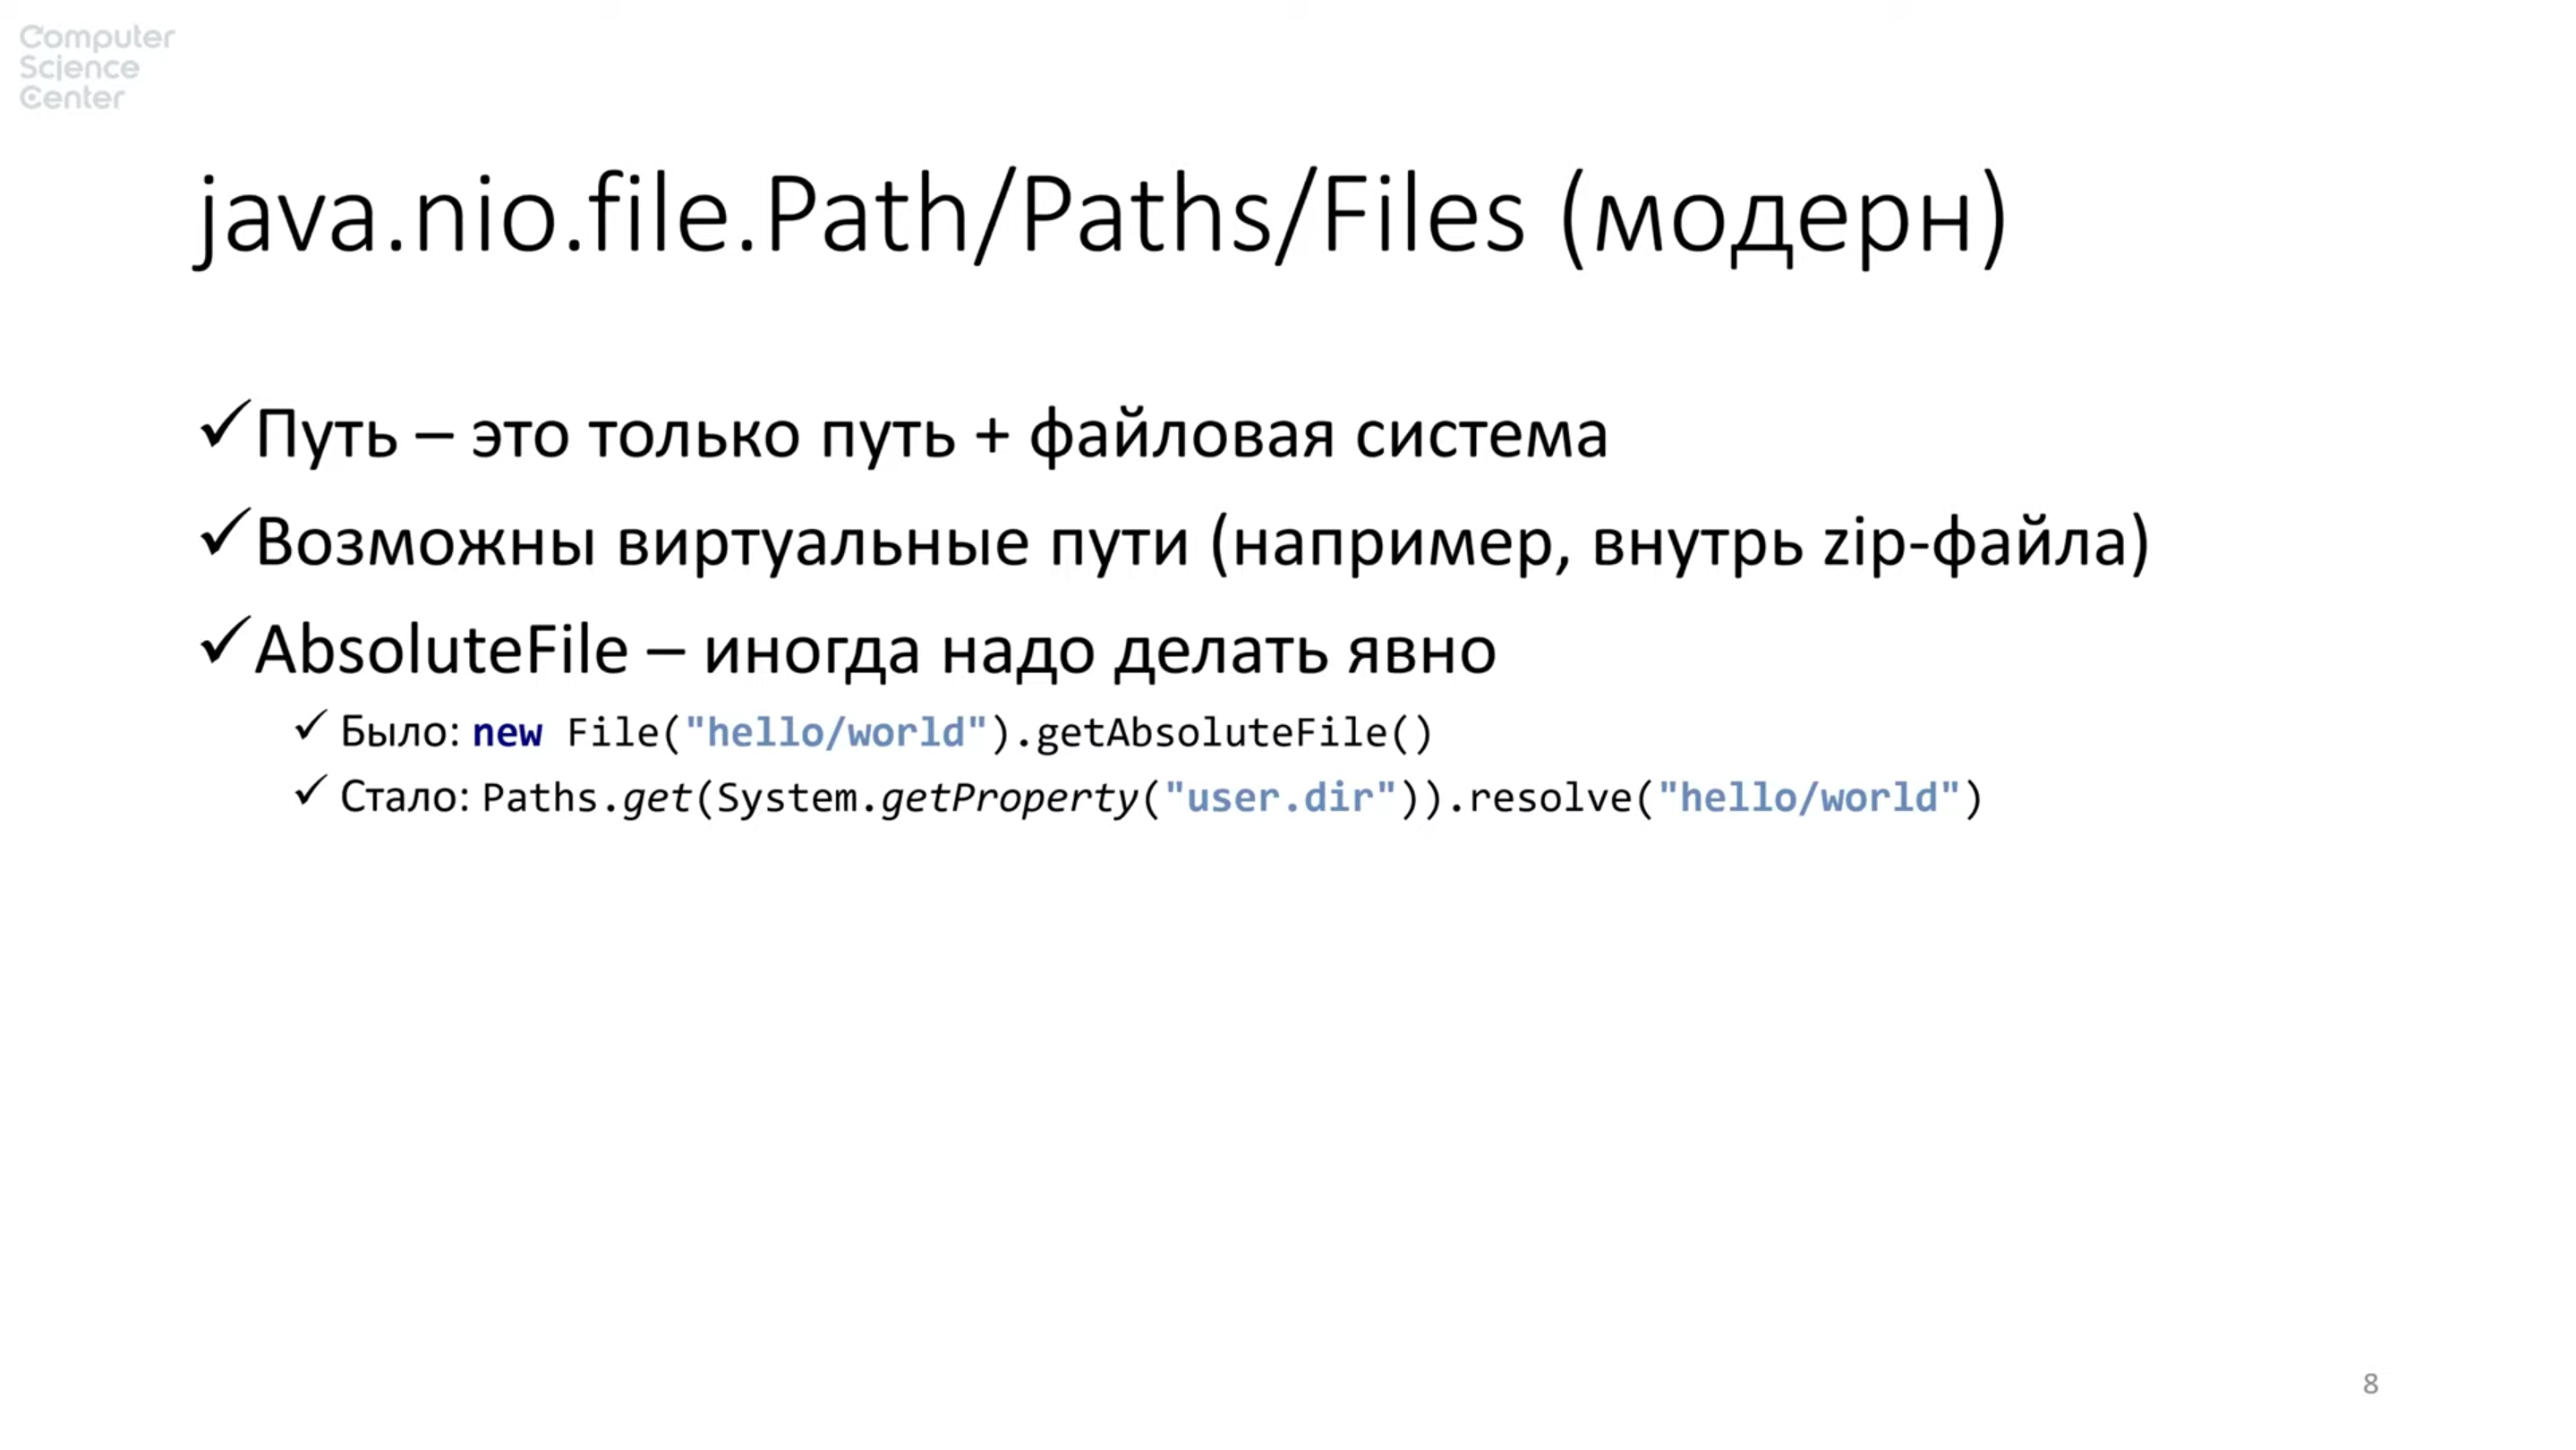 Computer
Science
Center
java.nio.file.Path/Paths/Files (модерн)
✓Путь – это только путь + файловая система
✓Возможны виртуальные пути (например, внутрь zip-файла)
✓AbsoluteFile – иногда надо делать явно
✓ Было: new File("hello/world").getAbsoluteFile()
✓ Стало: Paths.get(System.getProperty("user.dir")).resolve("hello/world")
8